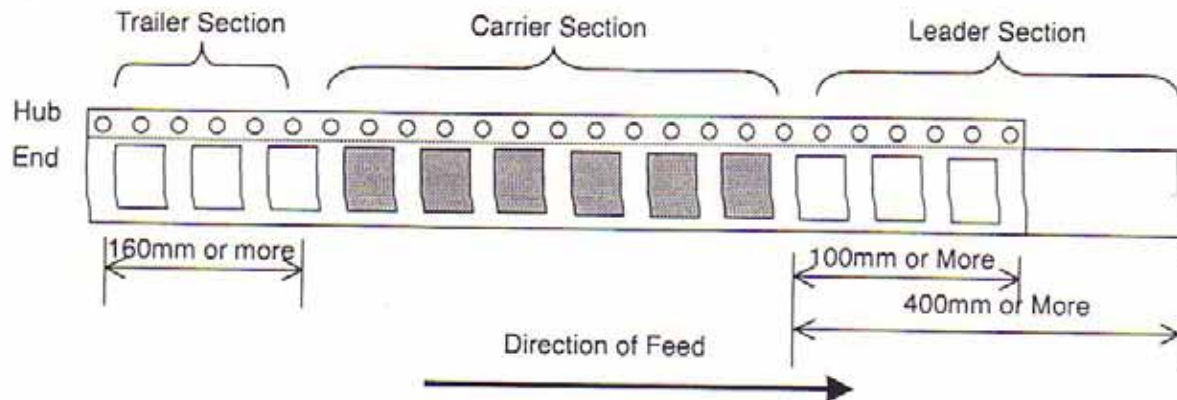 Trailer Section
Carrier Section
Leader Section
Hub
End
160mm or more
100mm or More
400mm or More
Direction of Feed